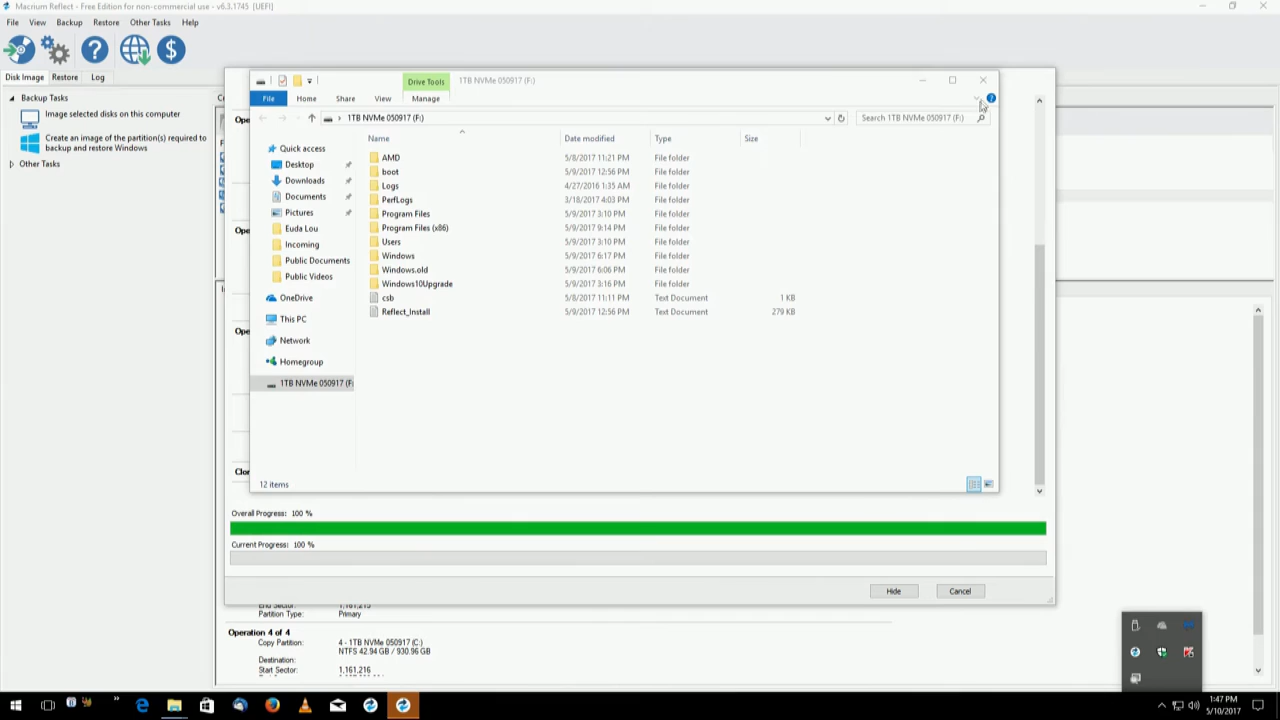 Macrium Reflect - Free Edition for non-commercial use - v6.3.1745 [UEFI]
File View Backup Restore Other Tasks Help
Disk Image Restore Log
Backup Tasks
Image selected disks on this computer
Create an image of the partition(s) required to
backup and restore Windows
Other Tasks
Drive Tools
1TB NVMe 050917 (F:)
File Home Share View Manage
1TB NVMe 050917 (F:)
Search 1TB NVMe 050917 (F:)
Name Date modified Type Size
Quick access
Desktop
Downloads
Documents
Pictures
Euda Lou
Incoming
Public Documents
Public Videos
OneDrive
This PC
Network
Homegroup
1TB NVMe 050917 (F:
AMD 5/8/2017 11:21 PM File folder
boot 5/9/2017 12:56 PM File folder
Logs 4/27/2016 1:35 AM File folder
PerfLogs 3/18/2017 4:03 PM File folder
Program Files 5/9/2017 3:10 PM File folder
Program Files (x86) 5/9/2017 9:14 PM File folder
Users 5/9/2017 3:10 PM File folder
Windows 5/9/2017 6:17 PM File folder
Windows.old 5/9/2017 6:06 PM File folder
Windows10Upgrade 5/9/2017 3:16 PM File folder
csb 5/8/2017 11:11 PM Text Document 1 KB
Reflect_Install 5/9/2017 12:56 PM Text Document 279 KB
12 items
Ope
Ope
Ope
Clor
Overall Progress: 100 %
Current Progress: 100 %
Hide Cancel
Partition Type: Primary
Operation 4 of 4
Copy Partition: 4 - 1TB NVMe 050917 (C:)
NTFS 42.94 GB / 930.96 GB
Destination:
Start Sector: 1,161,216
1:47 PM
5/10/2017